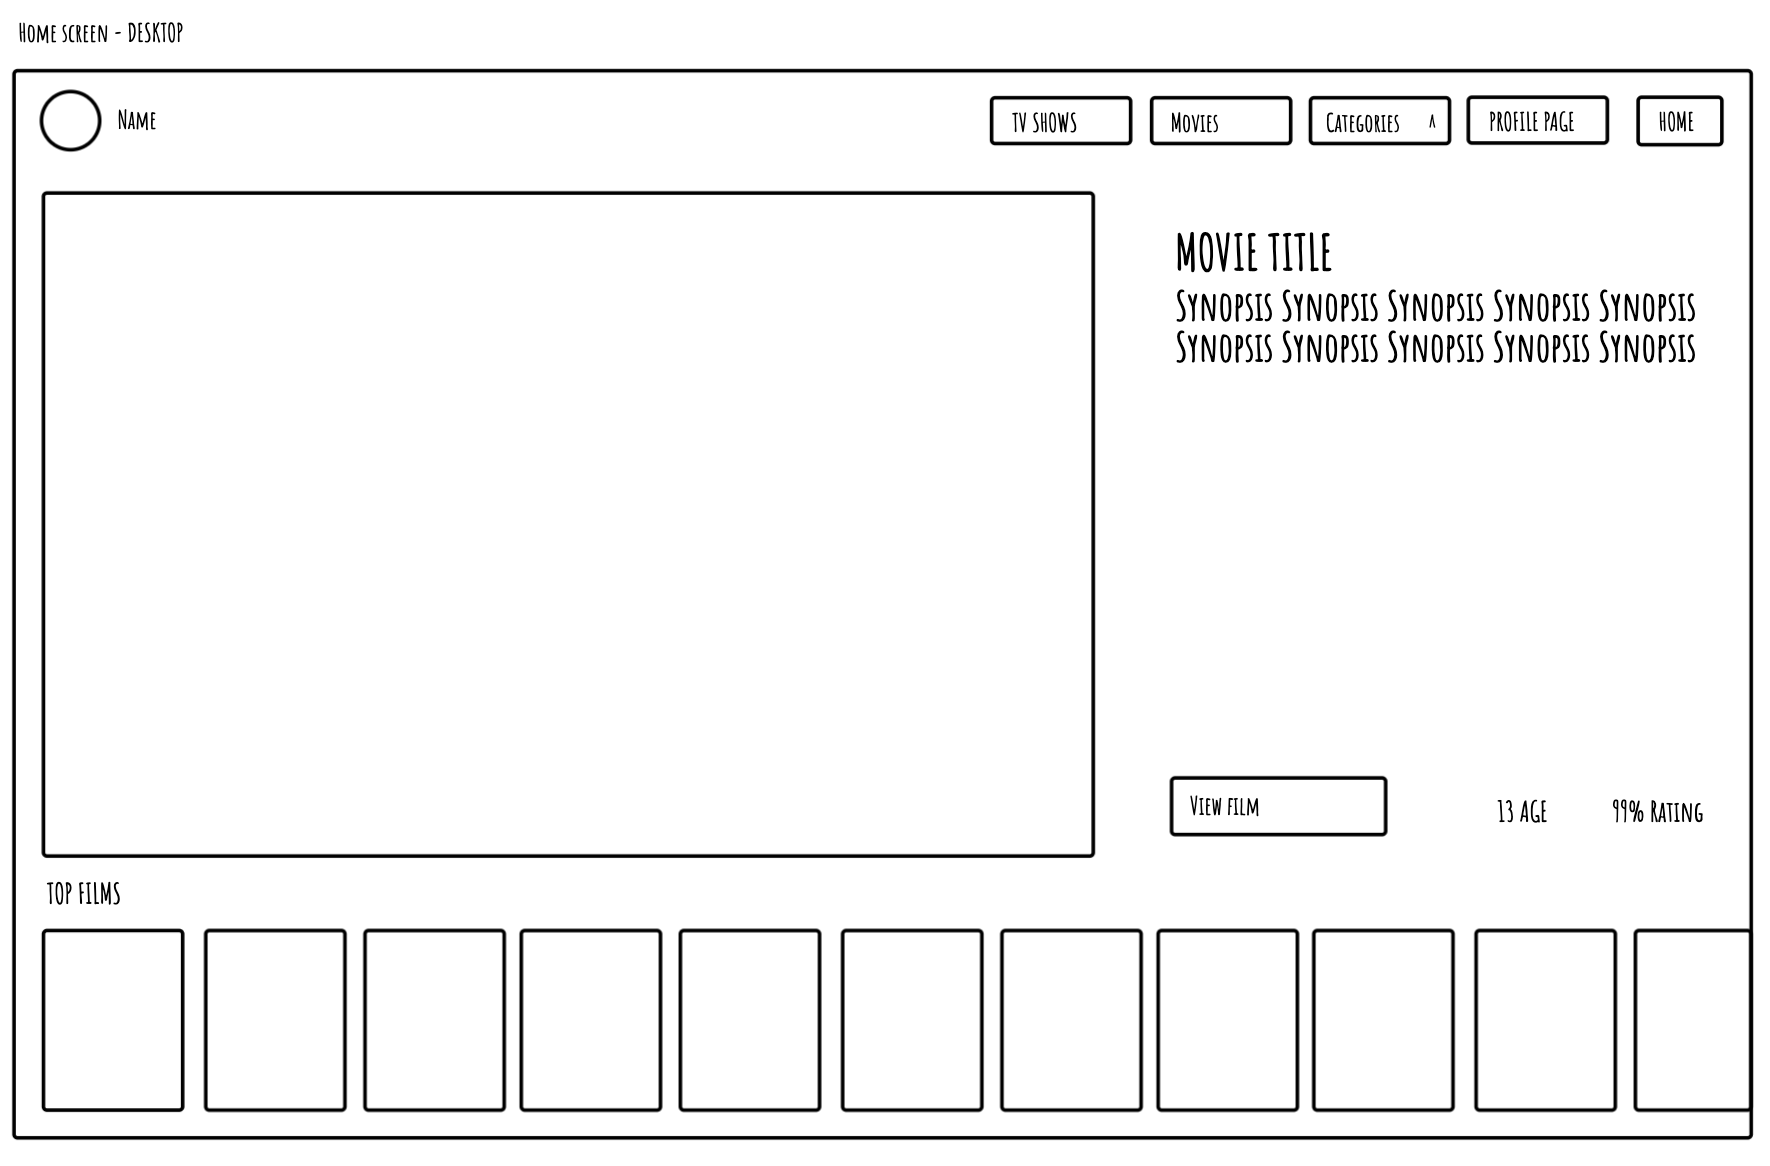 Home screen - DESKTOP
Name
TV SHOWS
Movies
Categories ^
PROFILE PAGE
HOME
MOVIE TITLE
Synopsis Synopsis Synopsis Synopsis Synopsis
Synopsis Synopsis Synopsis Synopsis Synopsis
View film
13 AGE
99% Rating
TOP FILMS